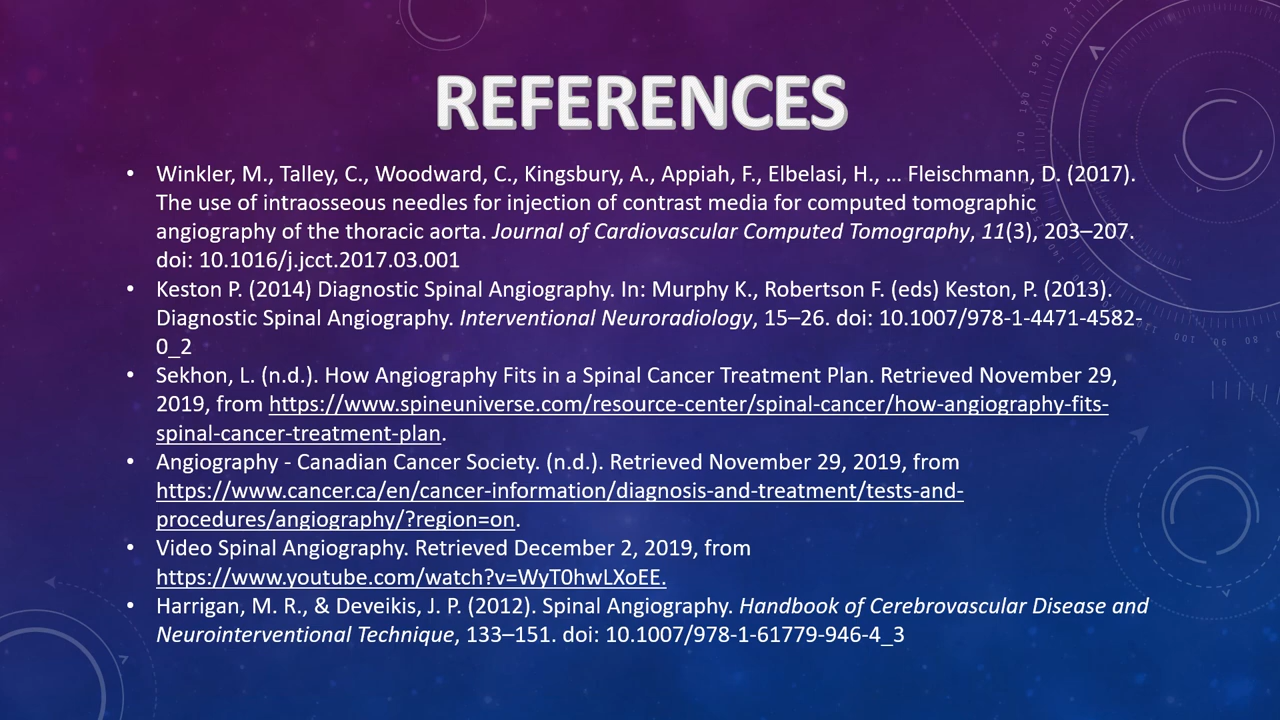 REFERENCES
• Winkler, M., Talley, C., Woodward, C., Kingsbury, A., Appiah, F., Elbelasi, H., … Fleischmann, D. (2017).
The use of intraosseous needles for injection of contrast media for computed tomographic
angiography of the thoracic aorta. Journal of Cardiovascular Computed Tomography, 11(3), 203–207.
doi: 10.1016/j.jcct.2017.03.001
• Keston P. (2014) Diagnostic Spinal Angiography. In: Murphy K., Robertson F. (eds) Keston, P. (2013).
Diagnostic Spinal Angiography. Interventional Neuroradiology, 15–26. doi: 10.1007/978-1-4471-4582-
0_2
• Sekhon, L. (n.d.). How Angiography Fits in a Spinal Cancer Treatment Plan. Retrieved November 29,
2019, from https://www.spineuniverse.com/resource-center/spinal-cancer/how-angiography-fits-
spinal-cancer-treatment-plan.
• Angiography - Canadian Cancer Society. (n.d.). Retrieved November 29, 2019, from
https://www.cancer.ca/en/cancer-information/diagnosis-and-treatment/tests-and-
procedures/angiography/?region=on.
• Video Spinal Angiography. Retrieved December 2, 2019, from
https://www.youtube.com/watch?v=WyT0hwLXoEE.
• Harrigan, M. R., & Deveikis, J. P. (2012). Spinal Angiography. Handbook of Cerebrovascular Disease and
Neurointerventional Technique, 133–151. doi: 10.1007/978-1-61779-946-4_3